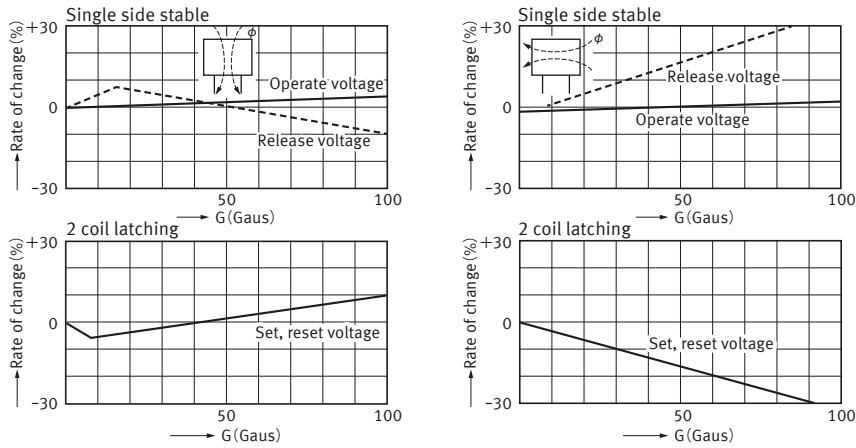 Single side stable
+30
Rate of change (%)
0
-30
ϕ
Operate voltage
Release voltage
50
100
G (Gaus)
Single side stable
+30
Rate of change (%)
0
-30
ϕ
Release voltage
Operate voltage
50
100
G (Gaus)
2 coil latching
+30
Rate of change (%)
0
-30
Set, reset voltage
50
100
G (Gaus)
2 coil latching
+30
Rate of change (%)
0
-30
Set, reset voltage
50
100
G (Gaus)